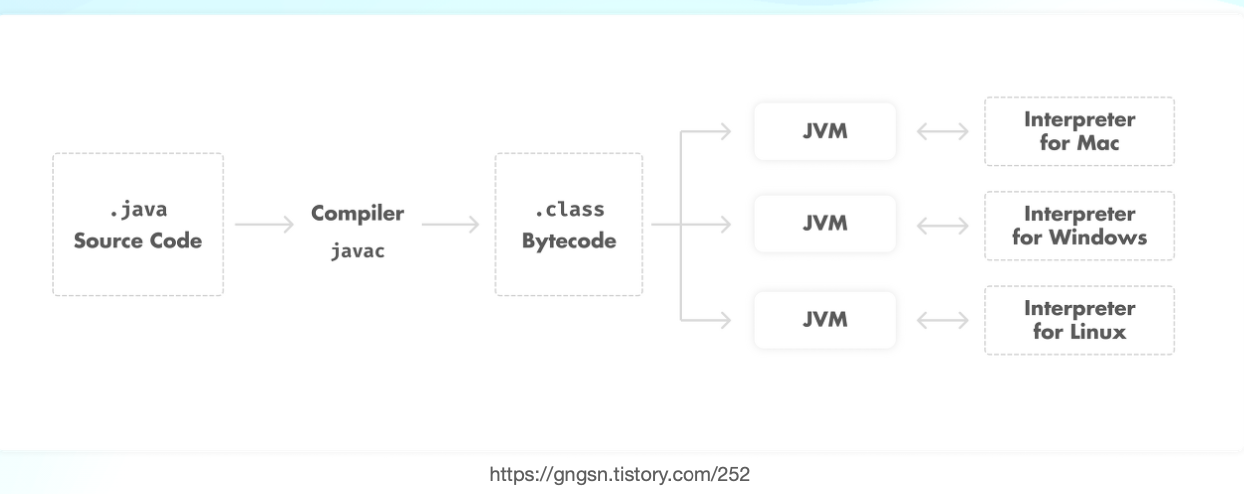 .java
Source Code
Compiler
javac
.class
Bytecode
JVM
Interpreter
for Mac
JVM
Interpreter
for Windows
JVM
Interpreter
for Linux
https://gngsn.tistory.com/252